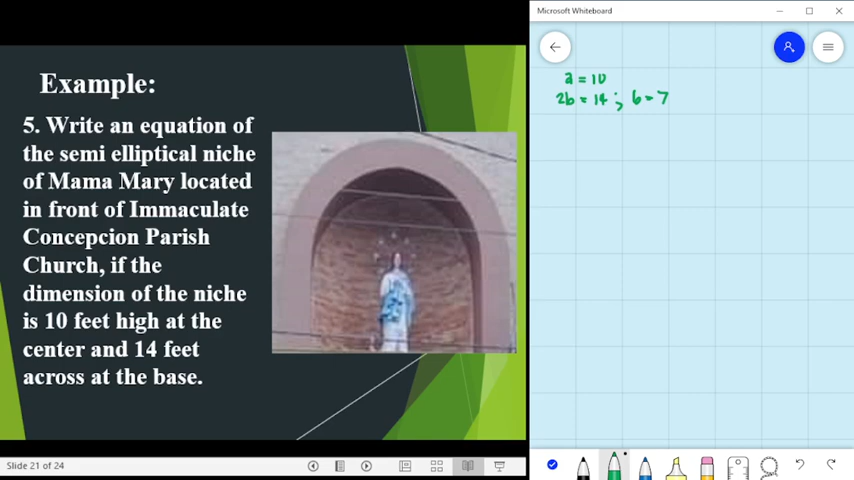 Microsoft Whiteboard
Example:
5. Write an equation of
the semi elliptical niche
of Mama Mary located
in front of Immaculate
Concepcion Parish
Church, if the
dimension of the niche
is 10 feet high at the
center and 14 feet
across at the base.
a = 10
2b = 14 ; b = 7
Slide 21 of 24